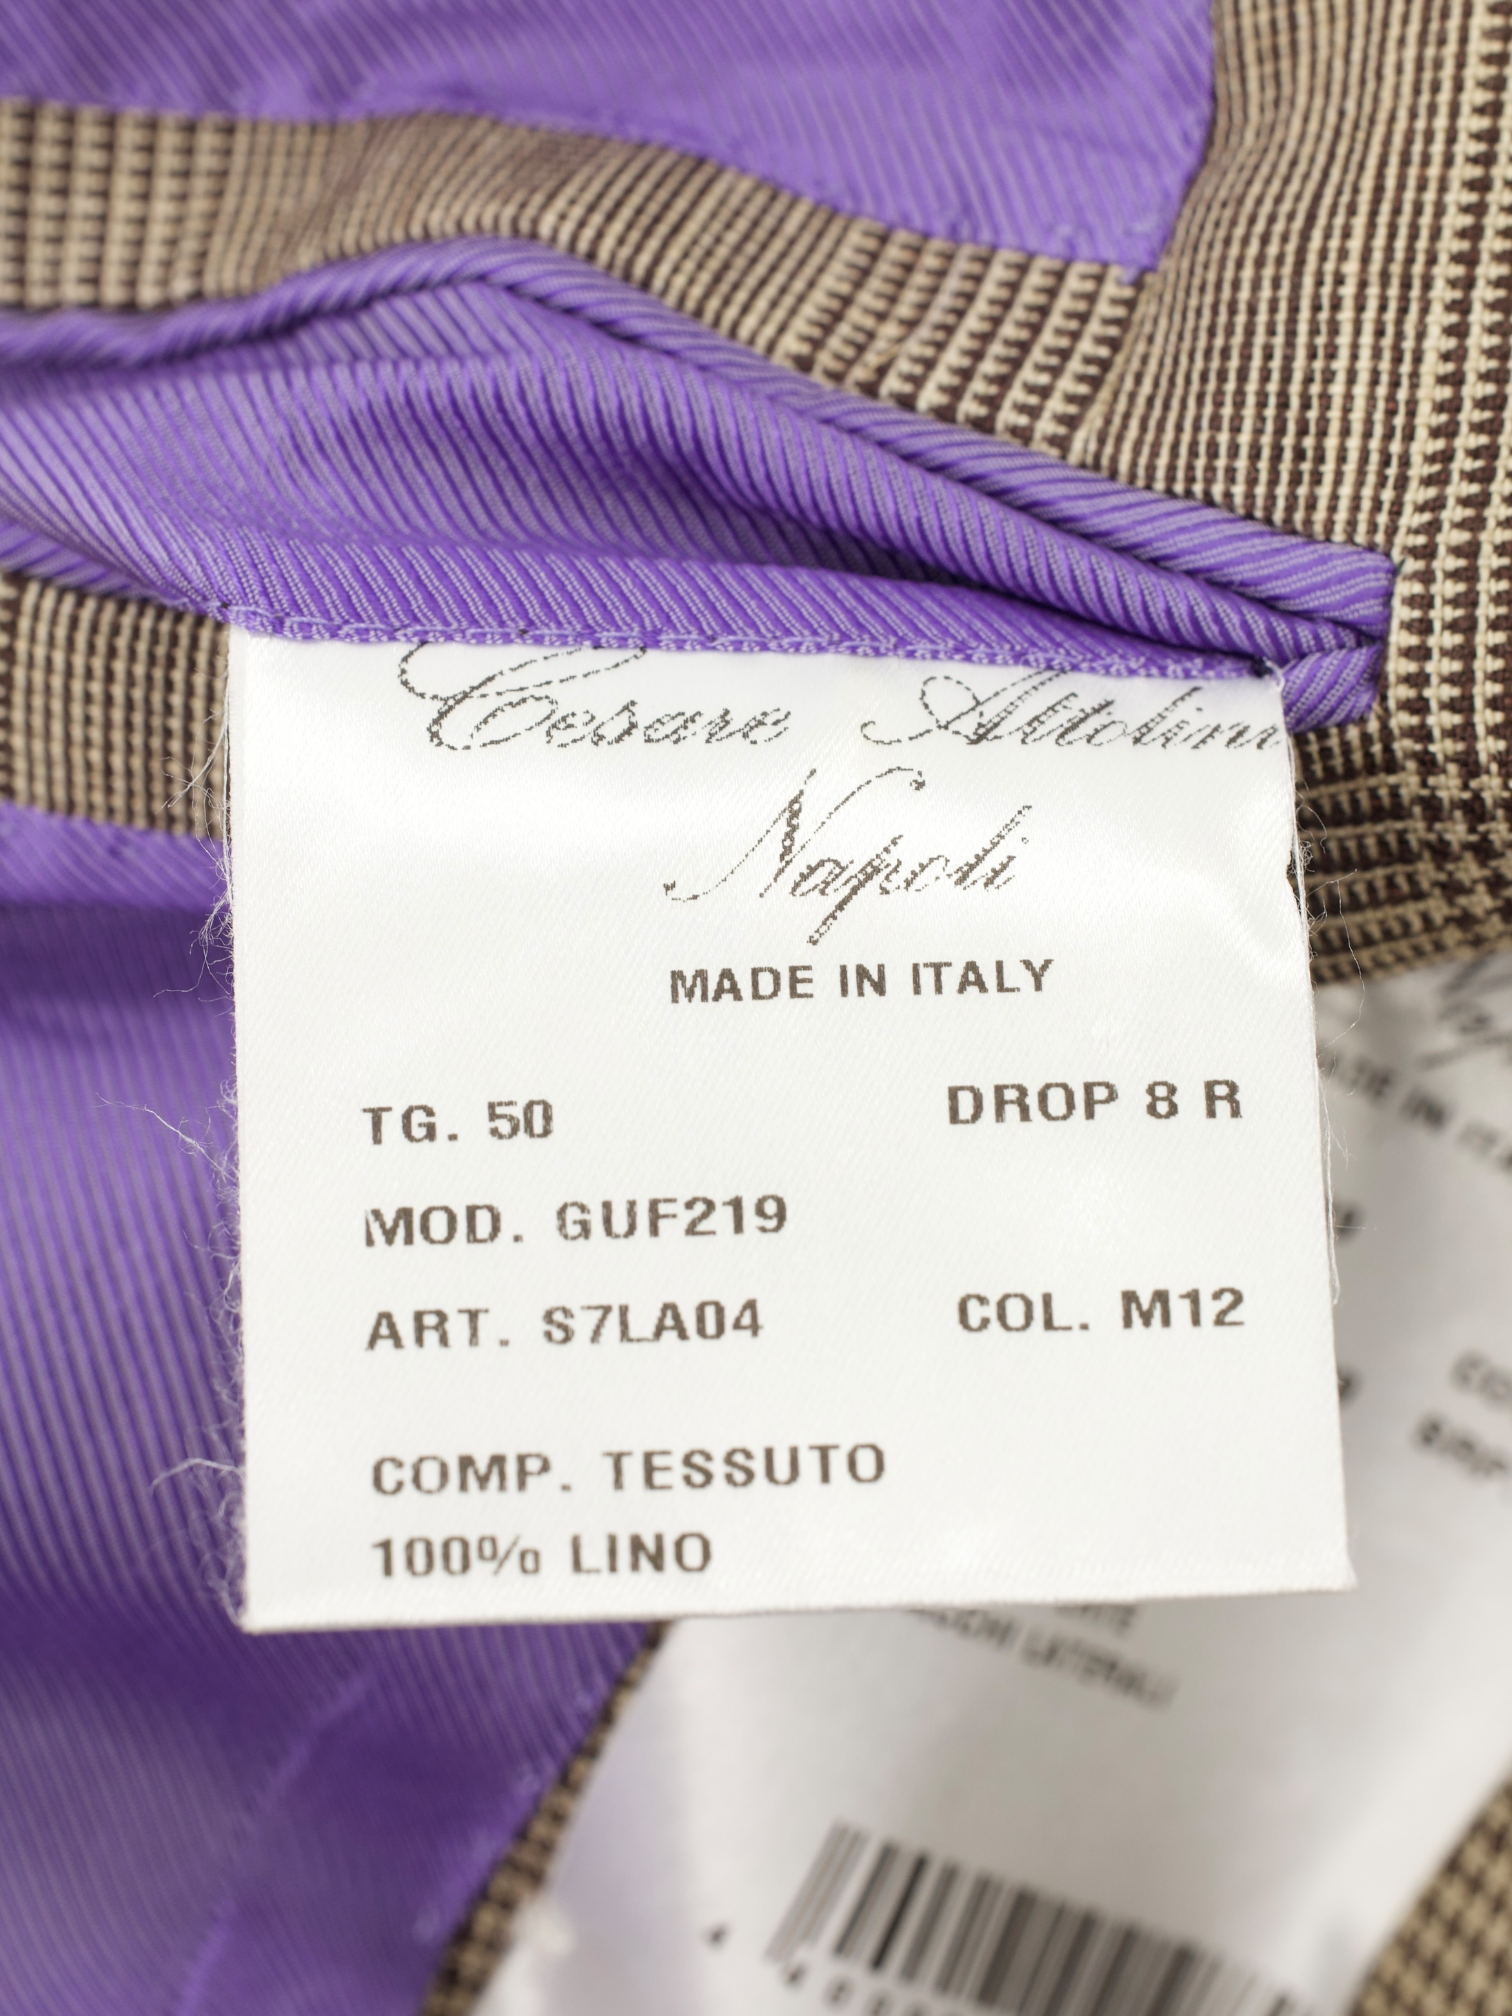 Cesare Attolini
Napoli
MADE IN ITALY
TG. 50 DROP 8 R
MOD. GUF219
ART. S7LA04 COL. M12
COMP. TESSUTO
100% LINO
LATERALI